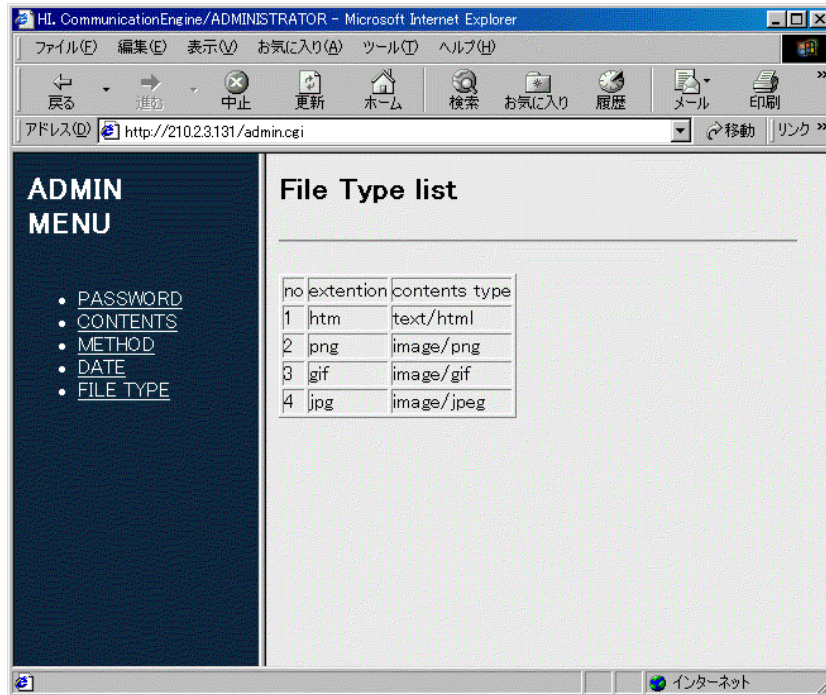 HI. CommunicationEngine/ADMINISTRATOR - Microsoft Internet Explorer
ファイル(F) 編集(E) 表示(V) お気に入り(A) ツール(T) ヘルプ(H)
戻る 進む 中止 更新 ホーム 検索 お気に入り 履歴 メール 印刷 »
アドレス(D) http://210.2.3.131/admin.cgi 移動 リンク »
ADMIN
MENU
• PASSWORD
• CONTENTS
• METHOD
• DATE
• FILE TYPE
File Type list
no extention contents type
1 htm text/html
2 png image/png
3 gif image/gif
4 jpg image/jpeg
インターネット